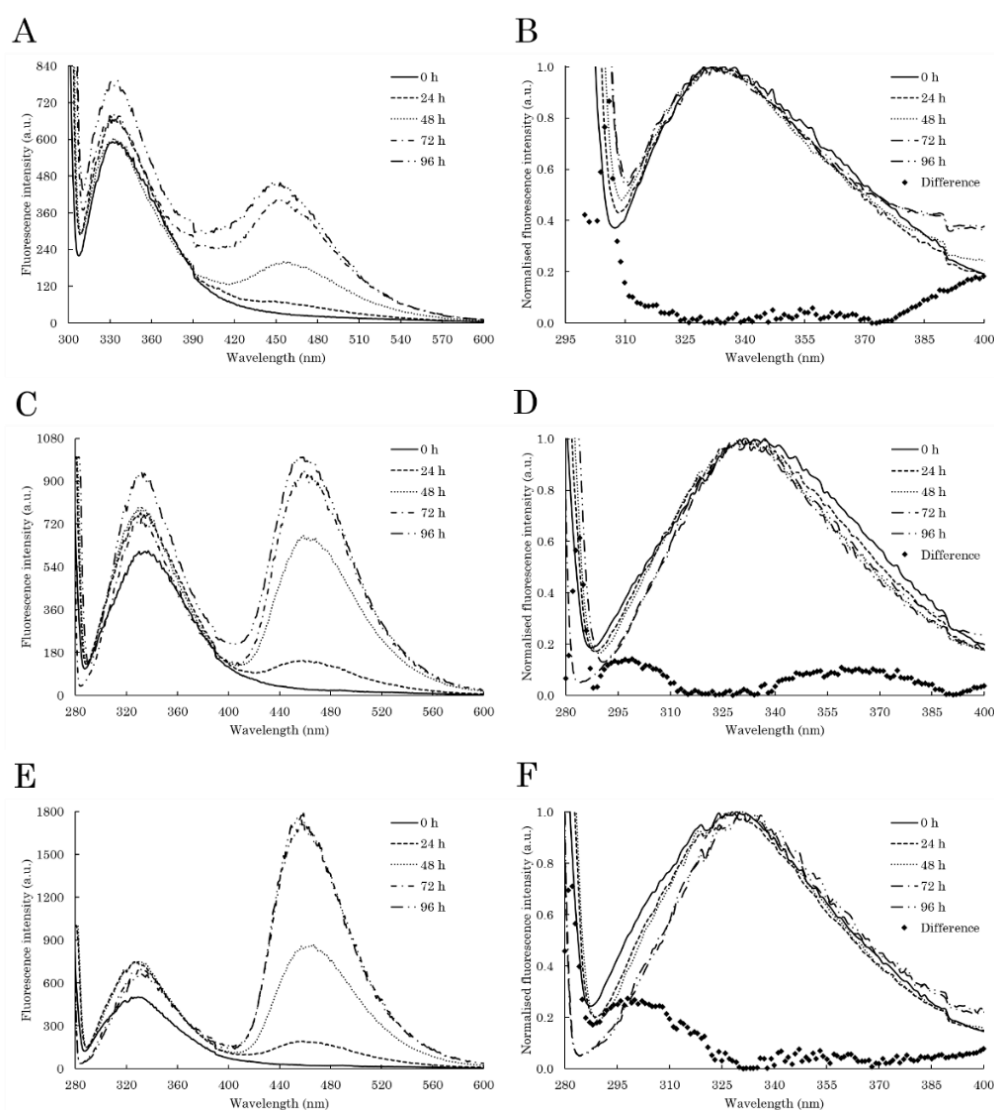 A
Fluorescence intensity (a.u.)
840
720
600
480
360
240
120
0
300 330 360 390 420 450 480 510 540 570 600
Wavelength (nm)
0 h
24 h
48 h
72 h
96 h
B
Normalised fluorescence intensity (a.u.)
1.0
0.8
0.6
0.4
0.2
0.0
295 310 325 340 355 370 385 400
Wavelength (nm)
0 h
24 h
48 h
72 h
96 h
Difference
C
Fluorescence intensity (a.u.)
1080
900
720
540
360
180
0
280 320 360 400 440 480 520 560 600
Wavelength (nm)
0 h
24 h
48 h
72 h
96 h
D
Normalised fluorescence intensity (a.u.)
1.0
0.8
0.6
0.4
0.2
0.0
280 295 310 325 340 355 370 385 400
Wavelength (nm)
0 h
24 h
48 h
72 h
96 h
Difference
E
Fluorescence intensity (a.u.)
1800
1500
1200
900
600
300
0
280 320 360 400 440 480 520 560 600
Wavelength (nm)
0 h
24 h
48 h
72 h
96 h
F
Normalised fluorescence intensity (a.u.)
1.0
0.8
0.6
0.4
0.2
0.0
280 295 310 325 340 355 370 385 400
Wavelength (nm)
0 h
24 h
48 h
72 h
96 h
Difference